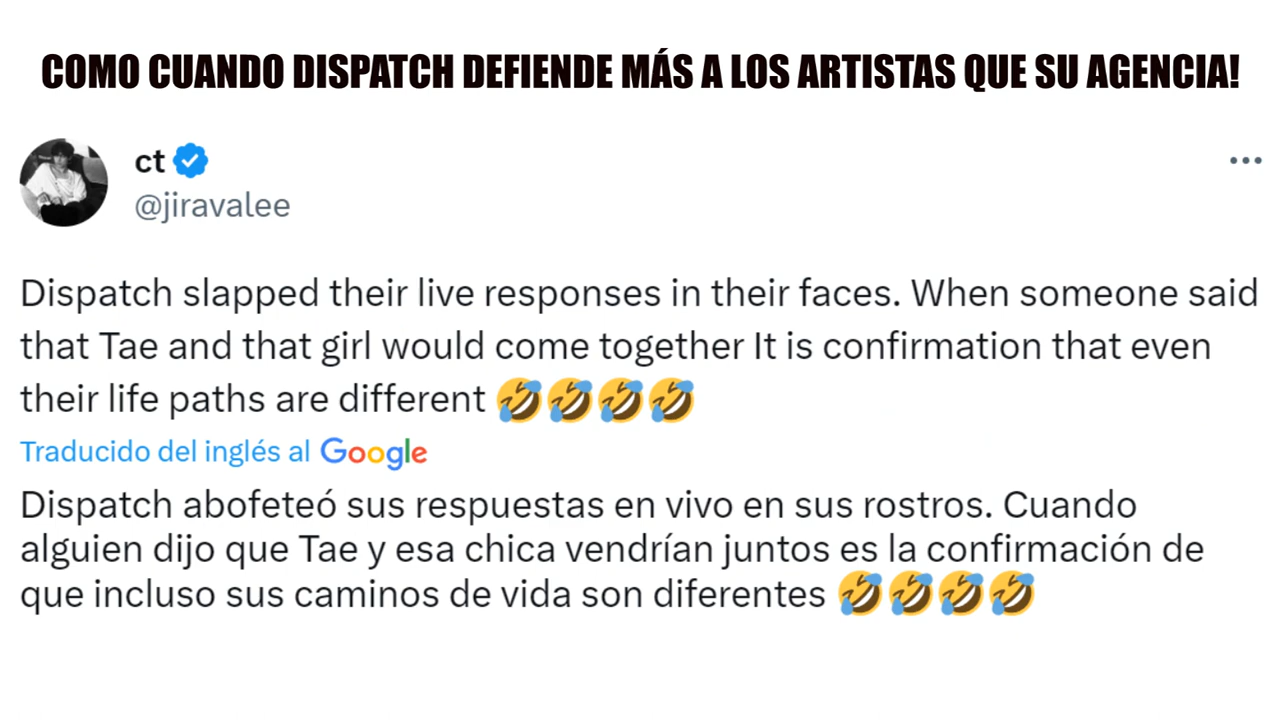 COMO CUANDO DISPATCH DEFIENDE MÁS A LOS ARTISTAS QUE SU AGENCIA!
ct
@jiravalee
Dispatch slapped their live responses in their faces. When someone said
that Tae and that girl would come together It is confirmation that even
their life paths are different 🤣🤣🤣🤣
Traducido del inglés al Google
Dispatch abofeteó sus respuestas en vivo en sus rostros. Cuando
alguien dijo que Tae y esa chica vendrían juntos es la confirmación de
que incluso sus caminos de vida son diferentes 🤣🤣🤣🤣